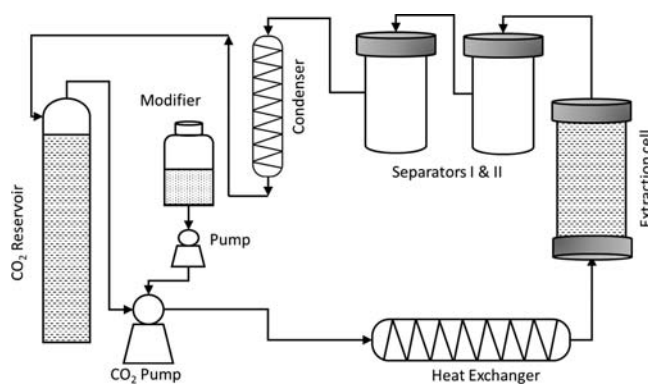 Modifier
Condenser
Separators I & II
Extraction cell
CO₂ Reservoir
Pump
CO₂ Pump
Heat Exchanger